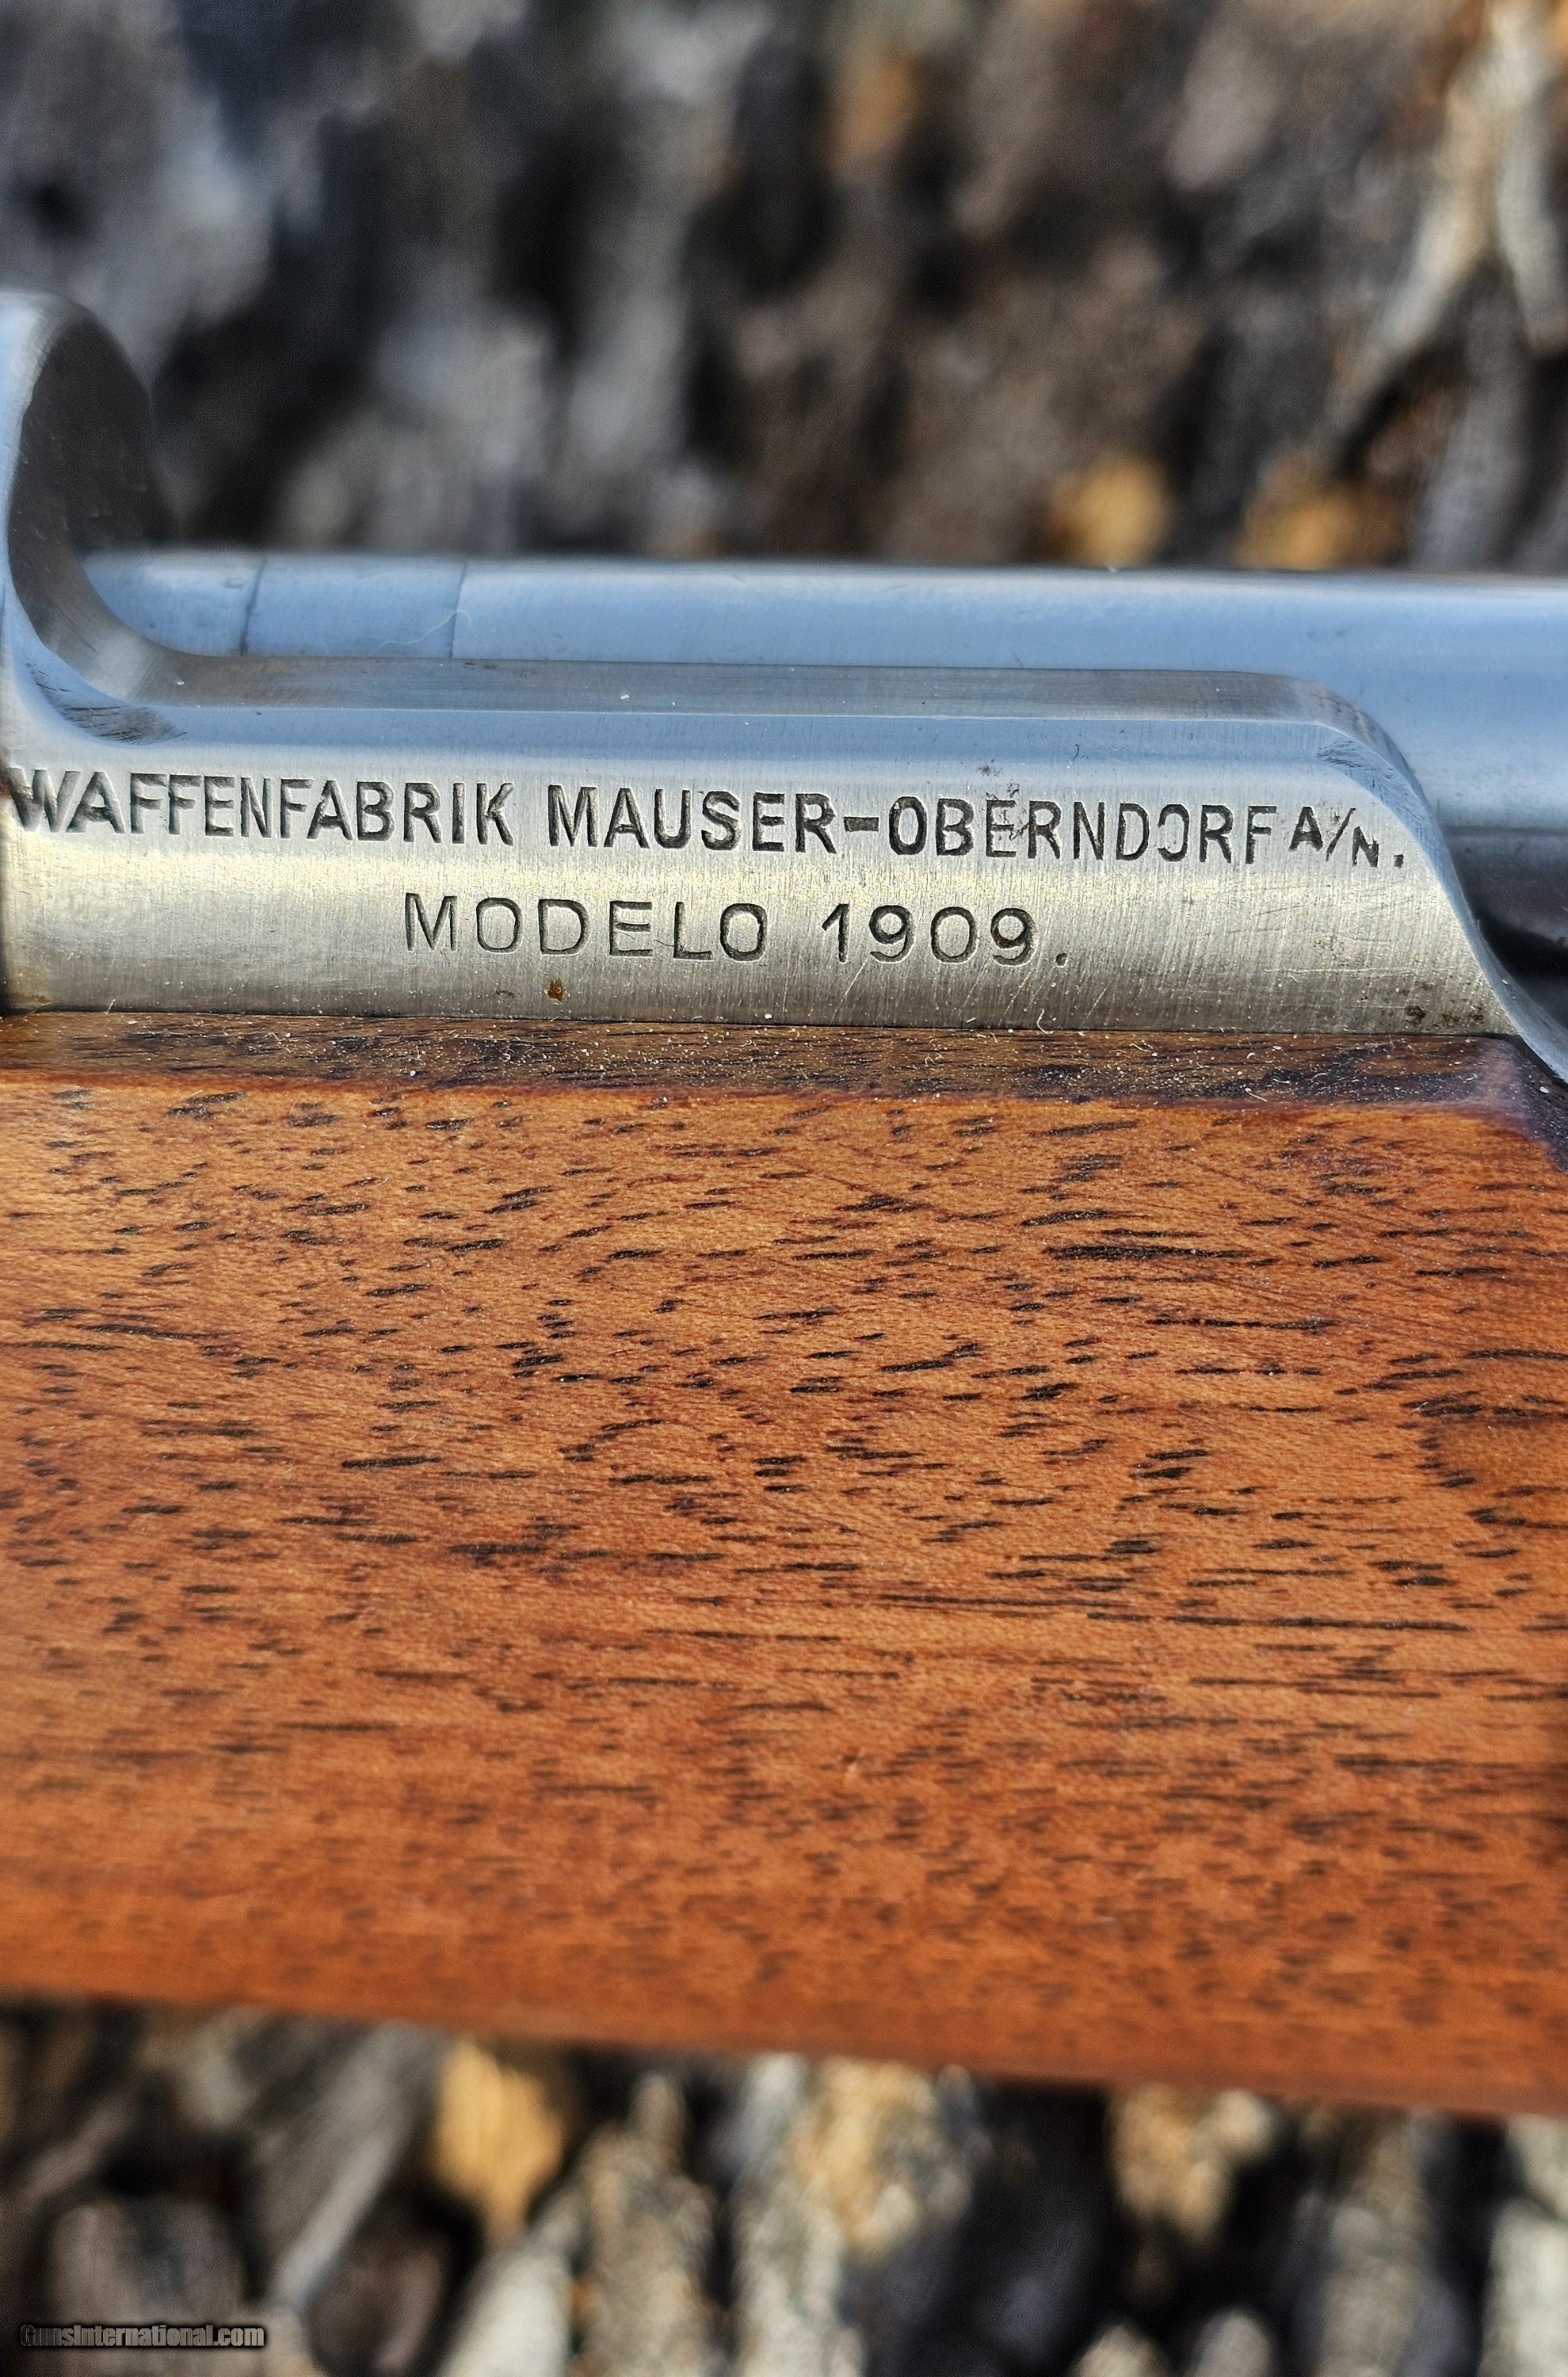 WAFFENFABRIK MAUSER-OBERNDORF A/N.
MODELO 1909.
GunsInternational.com